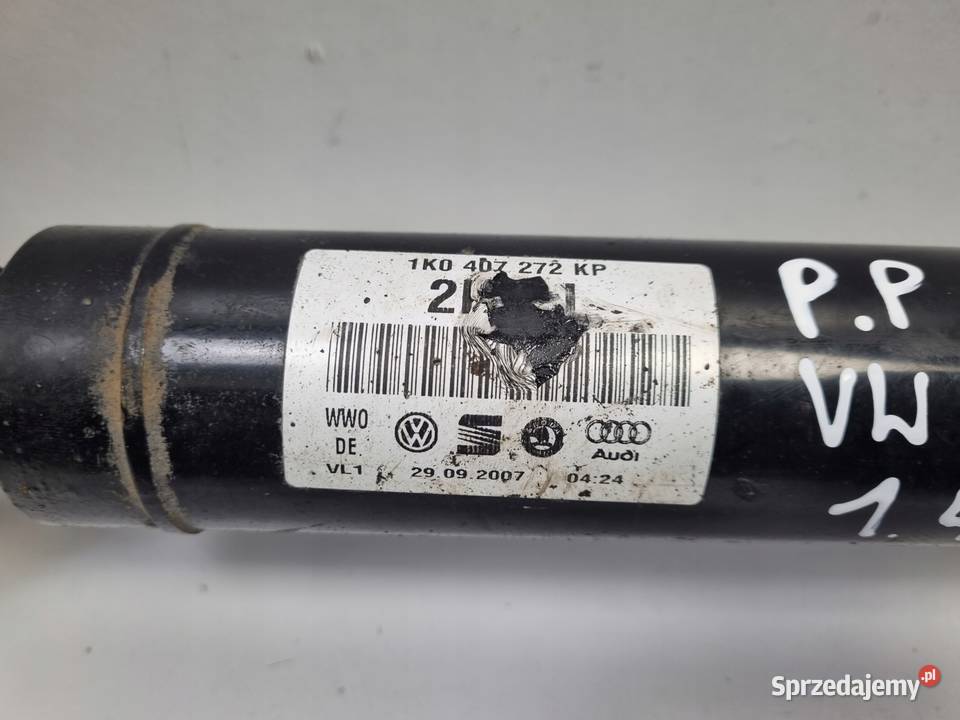 1K0 407 272 KP
WWO
DE
Audi
VL1 29.09.2007 04:24
P.P
VW
Sprzedajemy.pl